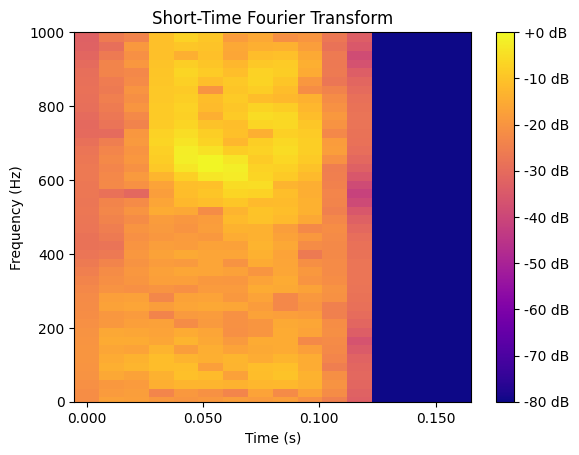 Short-Time Fourier Transform
1000
800
600
400
200
0
Frequency (Hz)
0.000
0.050
0.100
0.150
Time (s)
+0 dB
-10 dB
-20 dB
-30 dB
-40 dB
-50 dB
-60 dB
-70 dB
-80 dB